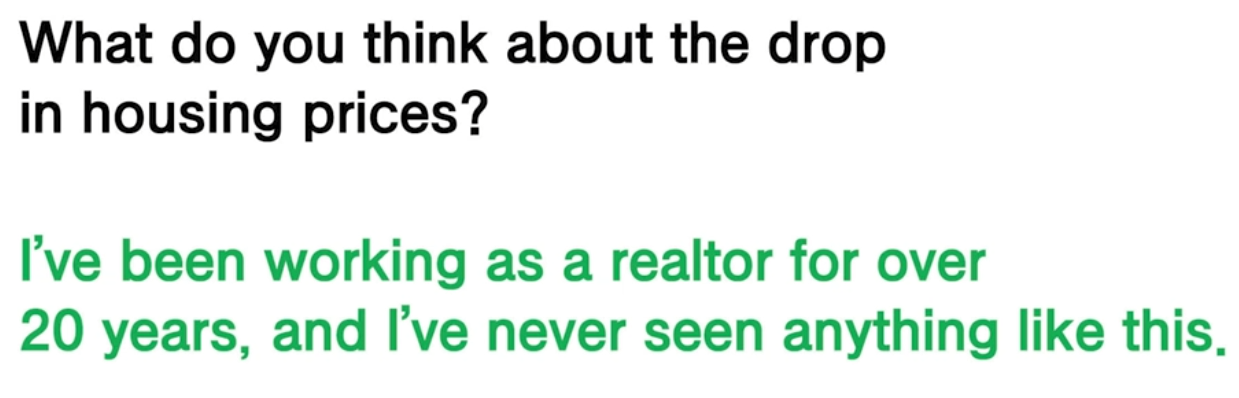 What do you think about the drop
in housing prices?
I’ve been working as a realtor for over
20 years, and I’ve never seen anything like this.